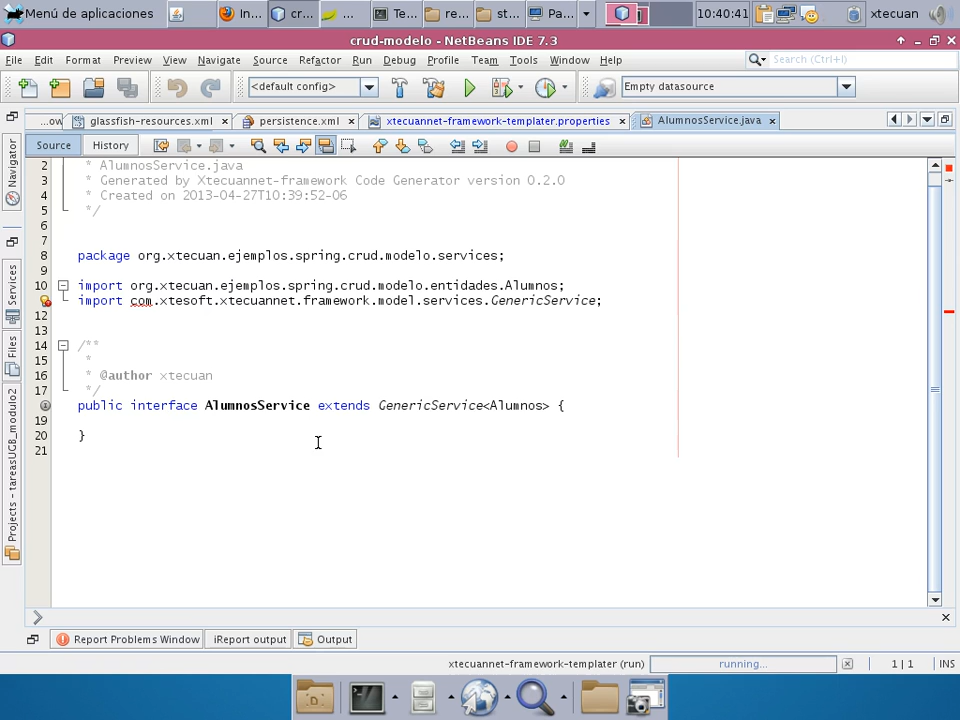 Menú de aplicaciones
In...
cr...
...
Te...
re...
st...
Pa...
10:40:41
xtecuan
crud-modelo - NetBeans IDE 7.3
File Edit Format Preview View Navigate Source Refactor Run Debug Profile Team Tools Window Help
Search (Ctrl+I)
<default config>
Empty datasource
...ow
glassfish-resources.xml
persistence.xml
xtecuannet-framework-templater.properties
AlumnosService.java
Source History
Navigator
Services
Files
Projects - tareasUGB_modulo2
2 * AlumnosService.java
3 * Generated by Xtecuannet-framework Code Generator version 0.2.0
4 * Created on 2013-04-27T10:39:52-06
5 */
6
7
8 package org.xtecuan.ejemplos.spring.crud.modelo.services;
9
10 import org.xtecuan.ejemplos.spring.crud.modelo.entidades.Alumnos;
import com.xtesoft.xtecuannet.framework.model.services.GenericService;
12
13
14 /**
15 *
16 * @author xtecuan
17 */
public interface AlumnosService extends GenericService<Alumnos> {
19
20 }
21
Report Problems Window
iReport output
Output
xtecuannet-framework-templater (run)
running...
1 | 1
INS